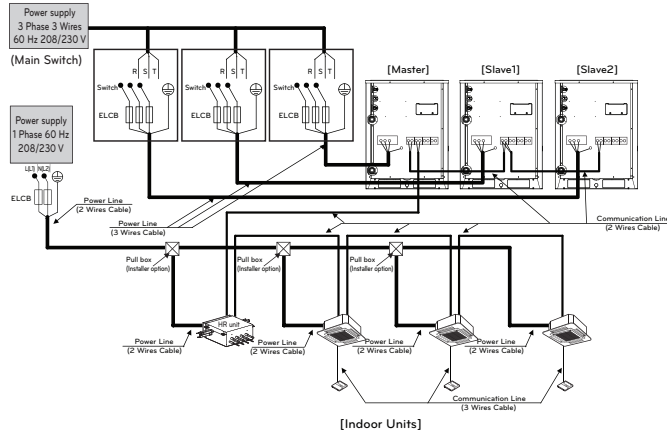 Power supply
3 Phase 3 Wires
60 Hz 208/230 V
(Main Switch)
R S T
Switch
ELCB
R S T
Switch
ELCB
R S T
Switch
ELCB
[Master]
[Slave1]
[Slave2]
Power supply
1 Phase 60 Hz
208/230 V
L(L1) N(L2)
ELCB
Power Line
(2 Wires Cable)
Power Line
(3 Wires Cable)
Communication Line
(2 Wires Cable)
Pull box
(Installer option)
Pull box
(Installer option)
Pull box
(Installer option)
HR unit
Power Line
(2 Wires Cable)
Power Line
(2 Wires Cable)
Power Line
(2 Wires Cable)
Power Line
(2 Wires Cable)
Communication Line
(3 Wires Cable)
[Indoor Units]